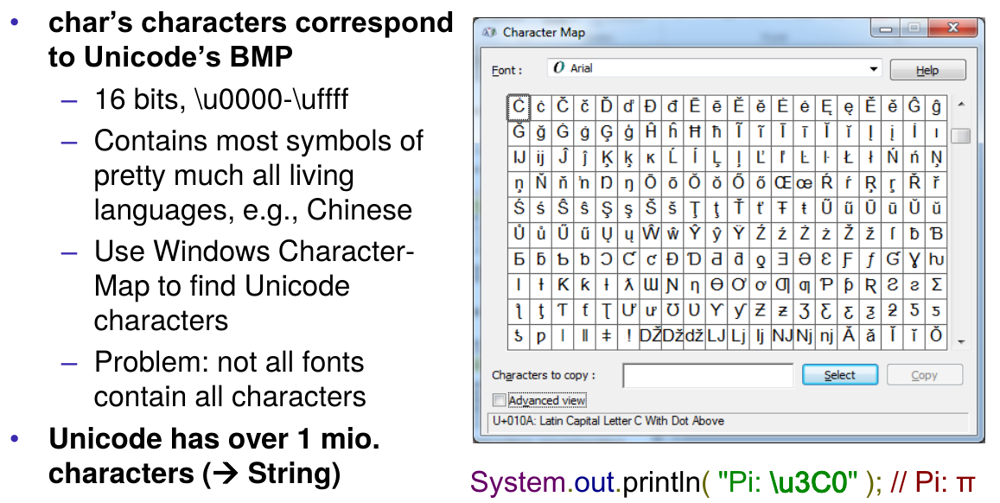 • char’s characters correspond
to Unicode’s BMP
– 16 bits, \u0000-\uffff
– Contains most symbols of
pretty much all living
languages, e.g., Chinese
– Use Windows Character-
Map to find Unicode
characters
– Problem: not all fonts
contain all characters
• Unicode has over 1 mio.
characters (→ String)
Character Map
Font : O Arial Help
Ċ ċ Č č Ď ď Đ đ Ē ē Ĕ ĕ Ė ė Ę ę Ě ě Ĝ ĝ
Ğ ğ Ġ ġ Ģ ģ Ĥ ĥ Ħ ħ Ĩ ĩ Ī ī Ĭ ĭ Į į İ ı
Ĳ ĳ Ĵ ĵ Ķ ķ ĸ Ĺ ĺ Ļ ļ Ľ ľ Ŀ ŀ Ł ł Ń ń Ņ
ņ Ň ň ŉ Ŋ ŋ Ō ō Ŏ ŏ Ő ő Œ œ Ŕ ŕ Ŗ ŗ Ř ř
Ś ś Ŝ ŝ Ş ş Š š Ţ ţ Ť ť Ŧ ŧ Ũ ũ Ū ū Ŭ ŭ
Ů ů Ű ű Ų ų Ŵ ŵ Ŷ ŷ Ÿ Ź ź Ż ż Ž ž ſ ƀ Ɓ
Ƃ ƃ Ƅ ƅ Ɔ Ƈ ƈ Ɖ Ɗ Ƌ ƌ ƍ Ǝ Ə Ɛ Ƒ ƒ Ɠ Ɣ ƕ
Ɩ Ɨ Ƙ ƙ ƚ ƛ Ɯ Ɲ ƞ Ɵ Ơ ơ Ƣ ƣ Ƥ ƥ Ʀ Ƨ ƨ Ʃ
ƪ ƫ Ƭ ƭ Ʈ Ư ư Ʊ Ʋ Ƴ ƴ Ƶ ƶ Ʒ Ƹ ƹ ƺ ƻ Ƽ ƽ
ƾ ƿ ǀ ǁ ǂ ǃ Ǆ ǅ ǆ Ǉ ǈ ǉ Ǌ ǋ ǌ Ǎ ǎ Ǐ ǐ Ǒ
Characters to copy : Select Copy
Advanced view
U+010A: Latin Capital Letter C With Dot Above
System.out.println( "Pi: \u3C0" ); // Pi: π